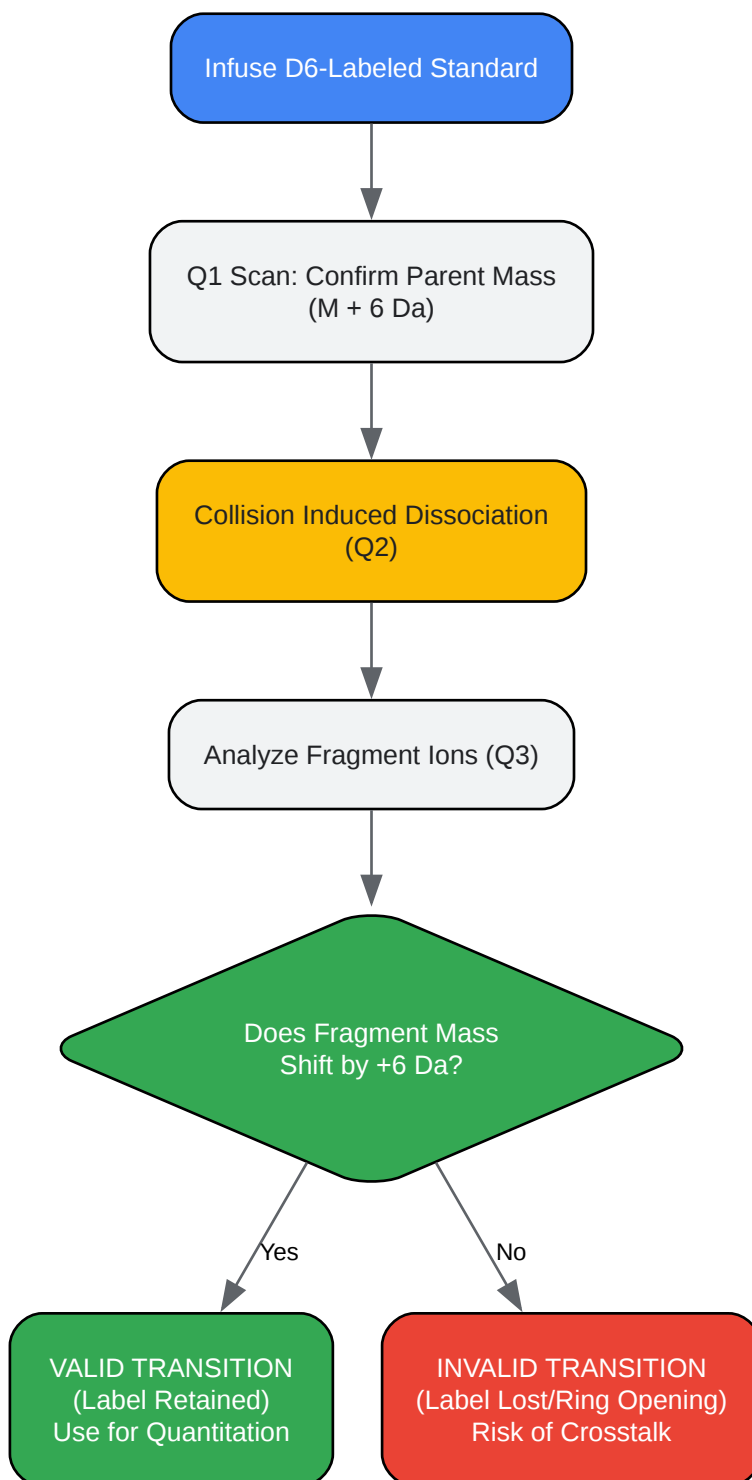 Infuse D6-Labeled Standard
Q1 Scan: Confirm Parent Mass
(M + 6 Da)
Collision Induced Dissociation
(Q2)
Analyze Fragment Ions (Q3)
Does Fragment Mass
Shift by +6 Da?
Yes
No
VALID TRANSITION
(Label Retained)
Use for Quantitation
INVALID TRANSITION
(Label Lost/Ring Opening)
Risk of Crosstalk